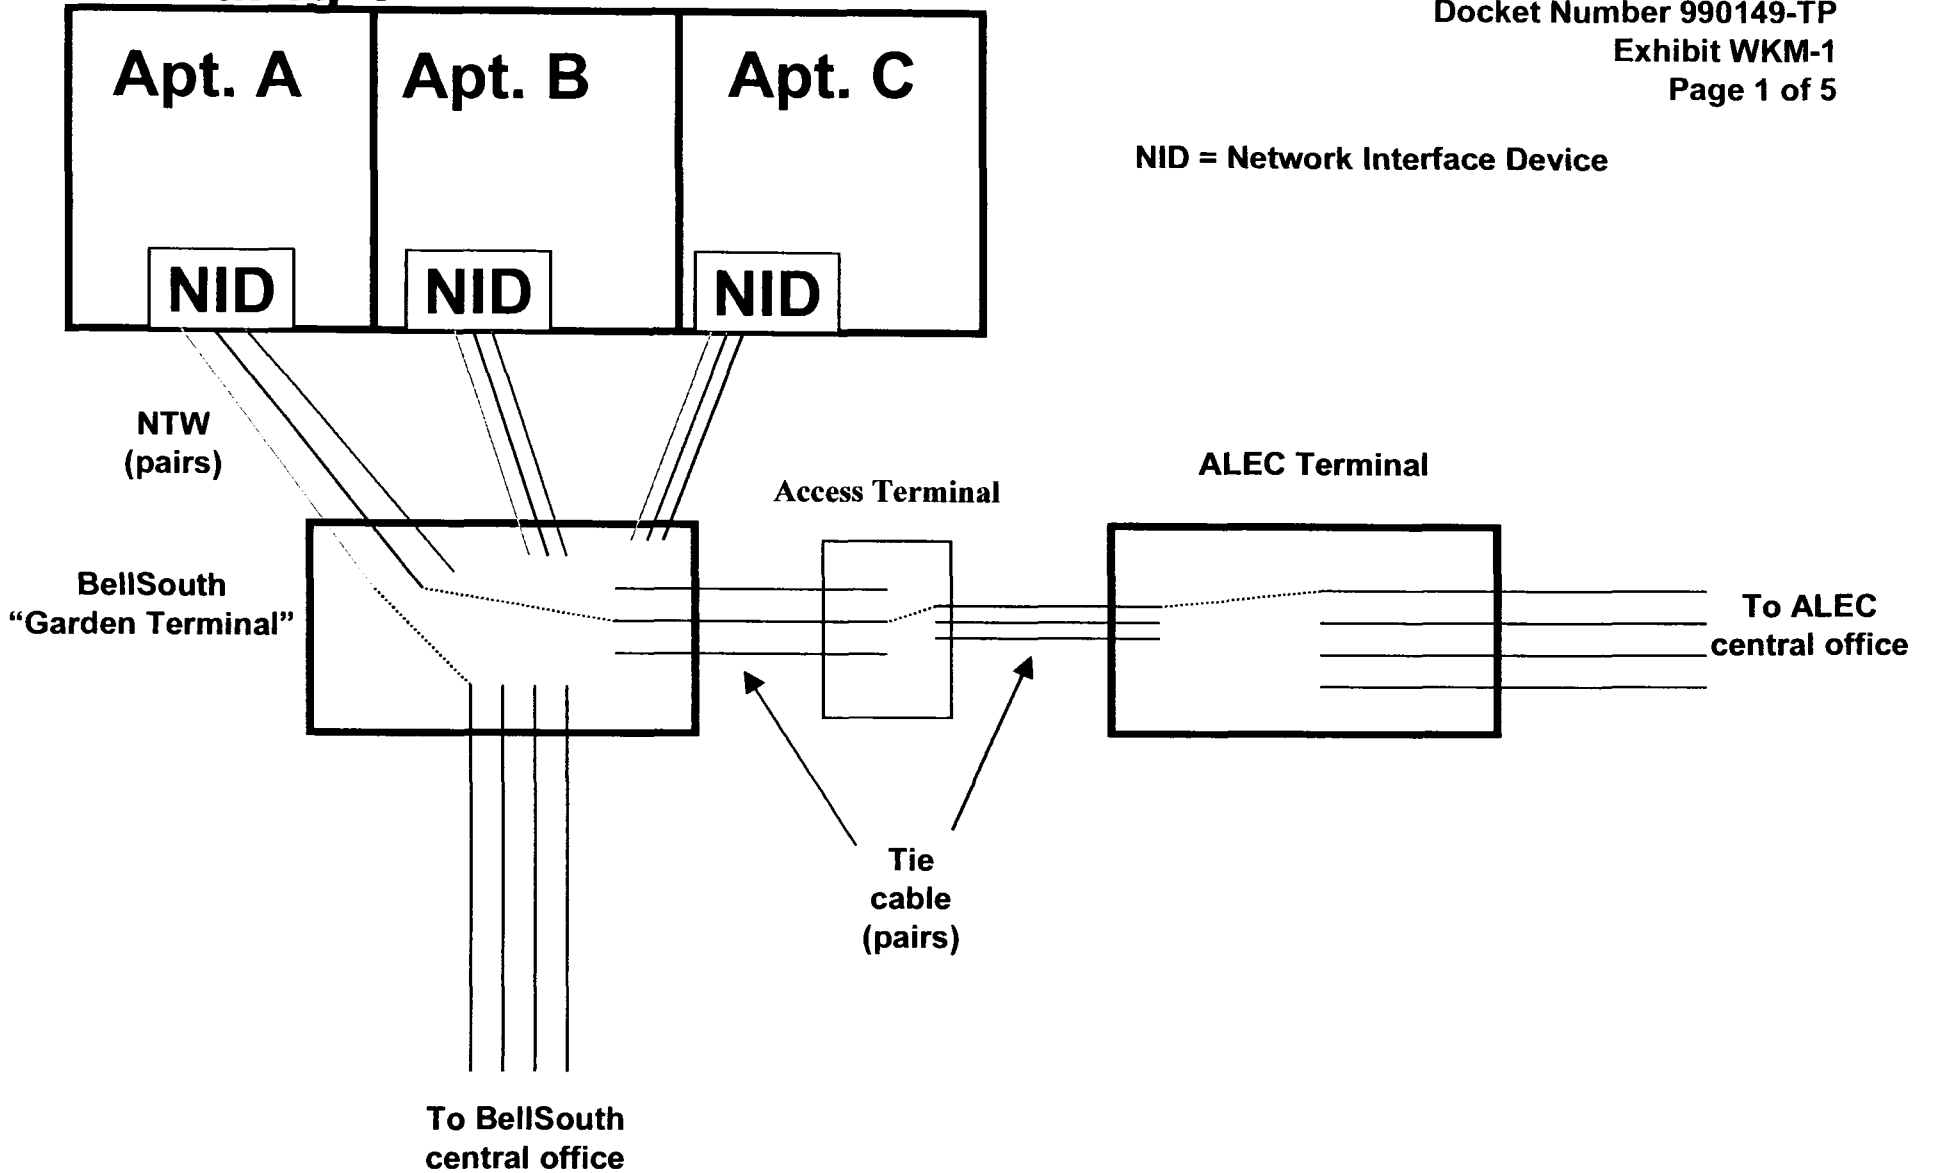 Docket Number 990149-TP
Exhibit WKM-1
Page 1 of 5
Apt. A
Apt. B
Apt. C
NID = Network Interface Device
NID
NID
NID
NTW
(pairs)
ALEC Terminal
Access Terminal
BellSouth
“Garden Terminal”
To ALEC
central office
Tie
cable
(pairs)
To BellSouth
central office